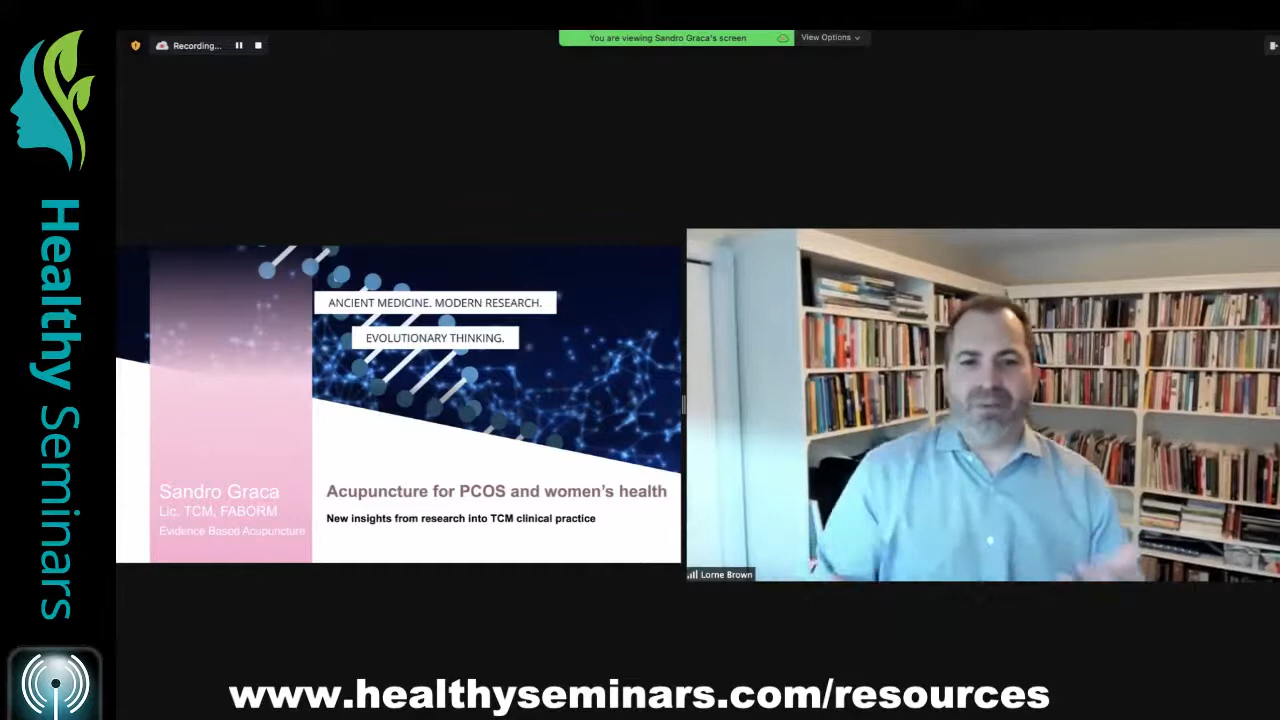 Recording...
You are viewing Sandro Graca's screen
View Options
Healthy Seminars
ANCIENT MEDICINE. MODERN RESEARCH.
EVOLUTIONARY THINKING.
Sandro Graca
Lic. TCM, FABORM
Evidence Based Acupuncture
Acupuncture for PCOS and women's health
New insights from research into TCM clinical practice
Lorne Brown
www.healthyseminars.com/resources